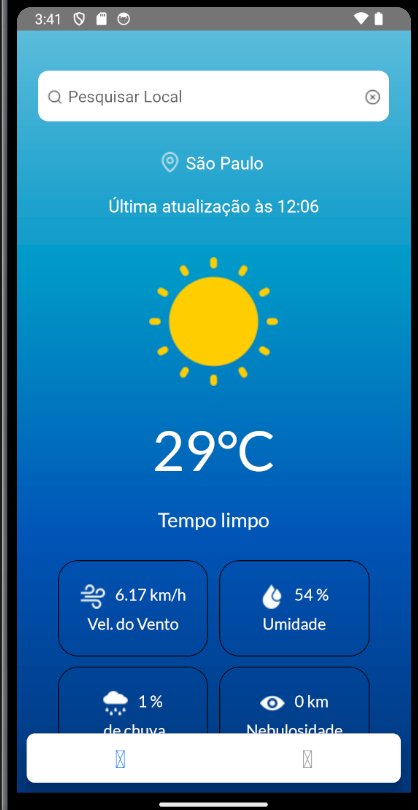 3:41
Pesquisar Local
São Paulo
Última atualização às 12:06
29°C
Tempo limpo
6.17 km/h
Vel. do Vento
54 %
Umidade
1 %
de chuva
0 km
Nebulosidade